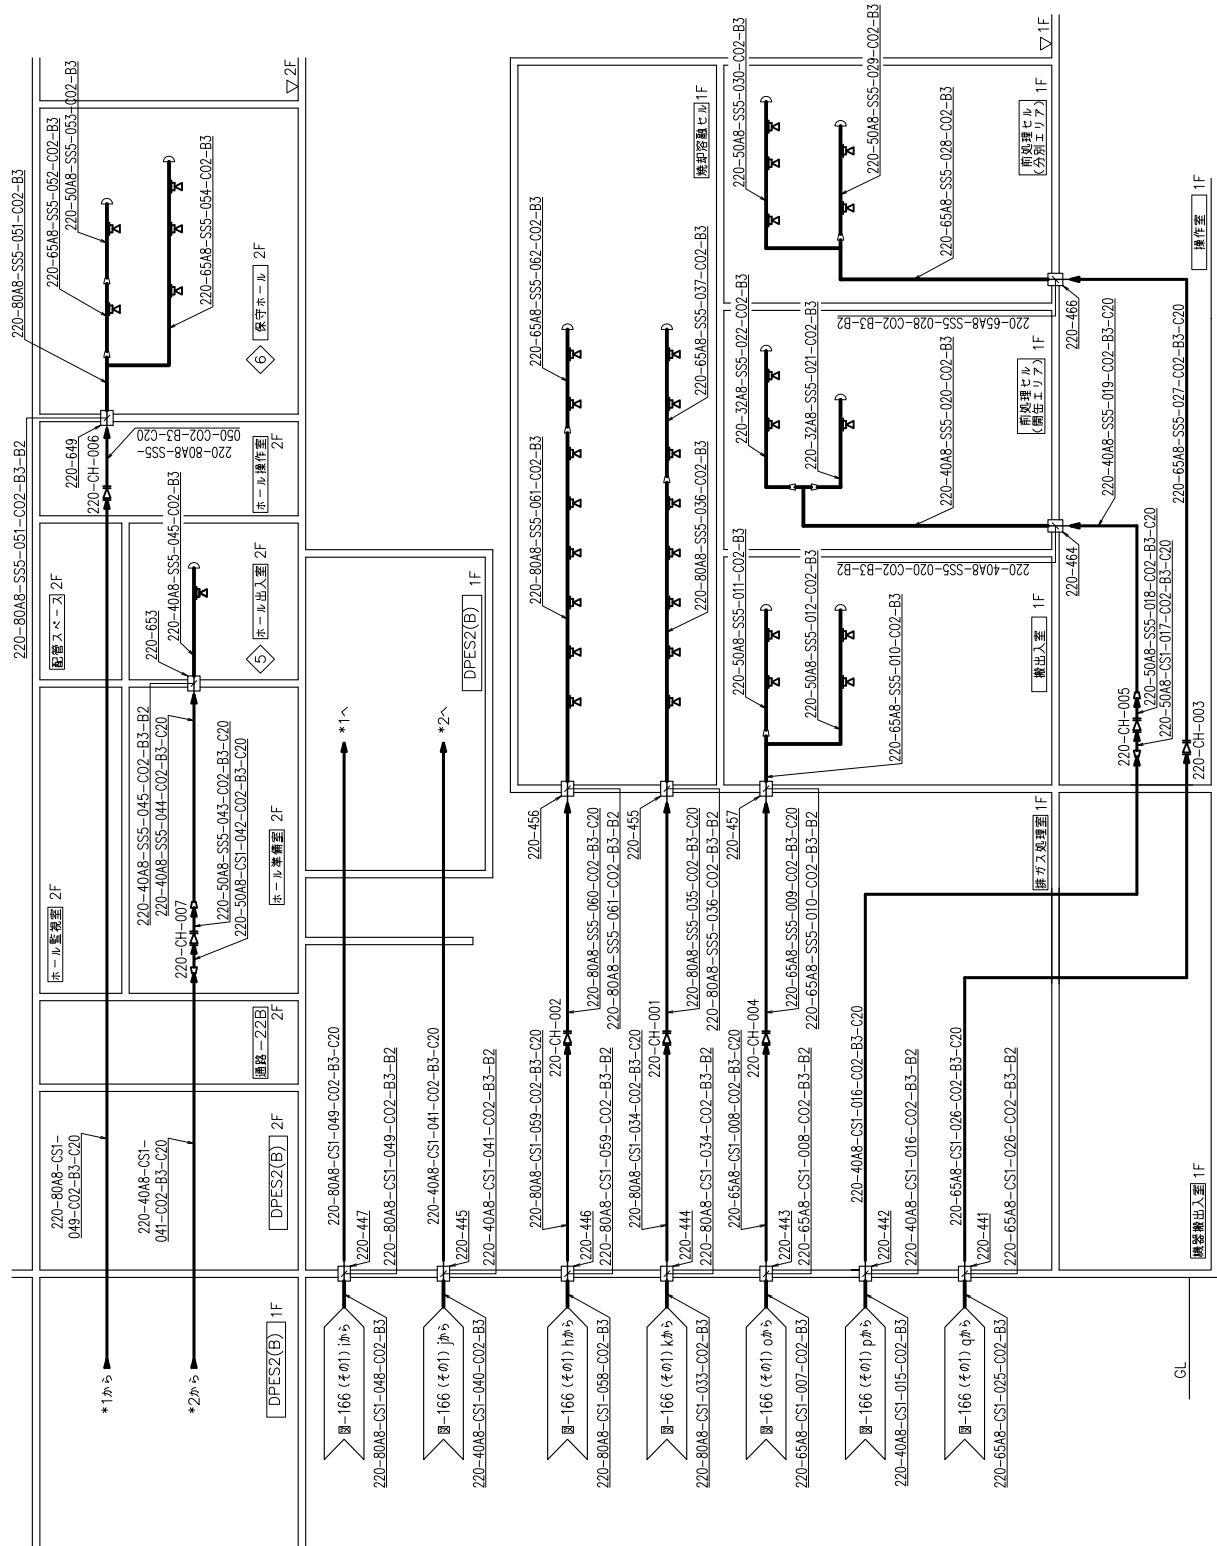 220-80A8-SS5-051-C02-B3-B2
220-80A8-SS5-051-C02-B3
220-65A8-SS5-052-C02-B3
220-50A8-SS5-053-C02-B3
220-65A8-SS5-054-C02-B3
▽2F
6
保守ホール 2F
220-649
220-CH-006
220-80A8-SS5-
050-C02-B3-C20
ホール操作室
2F
配管スペース 2F
220-653
220-40A8-SS5-045-C02-B3
5
ホール出入室 2F
220-40A8-SS5-045-C02-B3-B2
220-40A8-SS5-044-C02-B3-C20
220-CH-007
220-50A8-SS5-043-C02-B3-C20
220-50A8-CS1-042-C02-B3-C20
ホール準備室 2F
ホール監視室 2F
通路-22B
2F
220-80A8-CS1-
049-C02-B3-C20
220-40A8-CS1-
041-C02-B3-C20
DPES2(B) 2F
*1から
*2から
DPES2(B) 1F
DPES2(B) 1F
*1へ
*2へ
220-80A8-CS1-049-C02-B3-C20
220-447
220-80A8-CS1-049-C02-B3-B2
図-166 (その1) iから
220-80A8-CS1-048-C02-B3
220-40A8-CS1-041-C02-B3-C20
220-445
220-40A8-CS1-041-C02-B3-B2
図-166 (その1) jから
220-40A8-CS1-040-C02-B3
焼却溶融セル 1F
220-65A8-SS5-062-C02-B3
220-80A8-SS5-061-C02-B3
220-456
220-80A8-SS5-060-C02-B3-C20
220-80A8-SS5-061-C02-B3-B2
220-CH-002
220-80A8-CS1-059-C02-B3-C20
220-446
220-80A8-CS1-059-C02-B3-B2
図-166 (その1) hから
220-80A8-CS1-058-C02-B3
220-65A8-SS5-037-C02-B3
220-80A8-SS5-036-C02-B3
220-455
220-80A8-SS5-035-C02-B3-C20
220-80A8-SS5-036-C02-B3-B2
220-CH-001
220-80A8-CS1-034-C02-B3-C20
220-444
220-80A8-CS1-034-C02-B3-B2
図-166 (その1) kから
220-80A8-CS1-033-C02-B3
220-50A8-SS5-011-C02-B3
220-50A8-SS5-012-C02-B3
220-65A8-SS5-010-C02-B3
搬出入室 1F
220-457
220-65A8-SS5-009-C02-B3-C20
220-65A8-SS5-010-C02-B3-B2
220-CH-004
220-65A8-CS1-008-C02-B3-C20
220-443
220-65A8-CS1-008-C02-B3-B2
図-166 (その1) oから
220-65A8-CS1-007-C02-B3
220-50A8-SS5-030-C02-B3
220-50A8-SS5-029-C02-B3
220-65A8-SS5-028-C02-B3
前処理セル
(分別エリア) 1F
▽1F
220-65A8-SS5-028-C02-B3-B2
220-466
220-32A8-SS5-022-C02-B3
220-32A8-SS5-021-C02-B3
220-40A8-SS5-020-C02-B3
前処理セル
(開缶エリア) 1F
220-40A8-SS5-020-C02-B3-B2
220-464
操作室 1F
220-40A8-SS5-019-C02-B3-C20
220-65A8-SS5-027-C02-B3-C20
220-50A8-SS5-018-C02-B3-C20
220-50A8-CS1-017-C02-B3-C20
220-CH-005
220-CH-003
排ガス処理室 1F
220-40A8-CS1-016-C02-B3-C20
220-442
220-40A8-CS1-016-C02-B3-B2
図-166 (その1) pから
220-40A8-CS1-015-C02-B3
220-65A8-CS1-026-C02-B3-C20
220-441
220-65A8-CS1-026-C02-B3-B2
図-166 (その1) qから
220-65A8-CS1-025-C02-B3
機器搬出入室 1F
GL